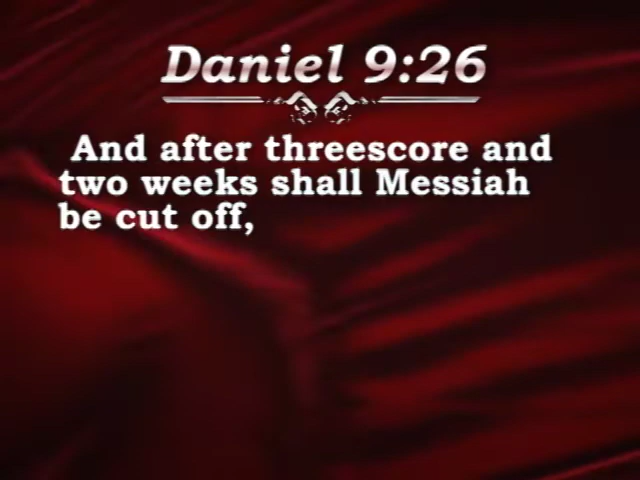 Daniel 9:26
And after threescore and
two weeks shall Messiah
be cut off,